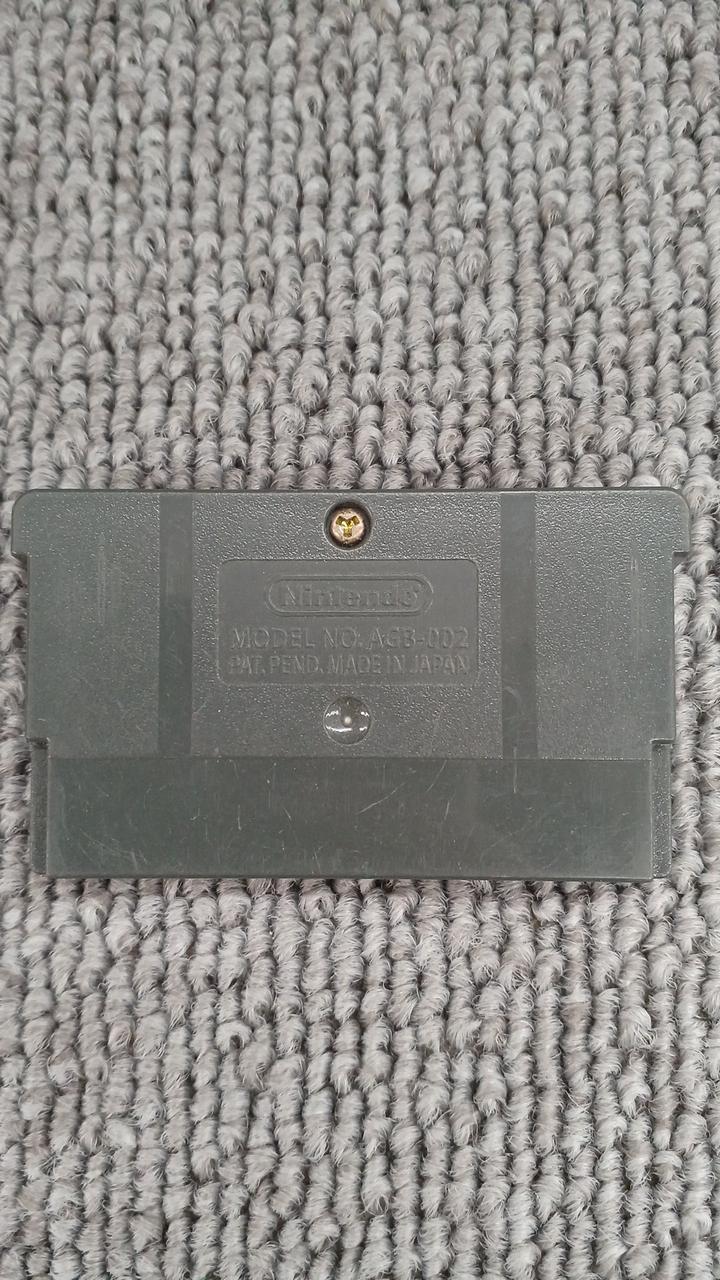 Nintendo
MODEL NO. AGB-002
PAT. PEND. MADE IN JAPAN